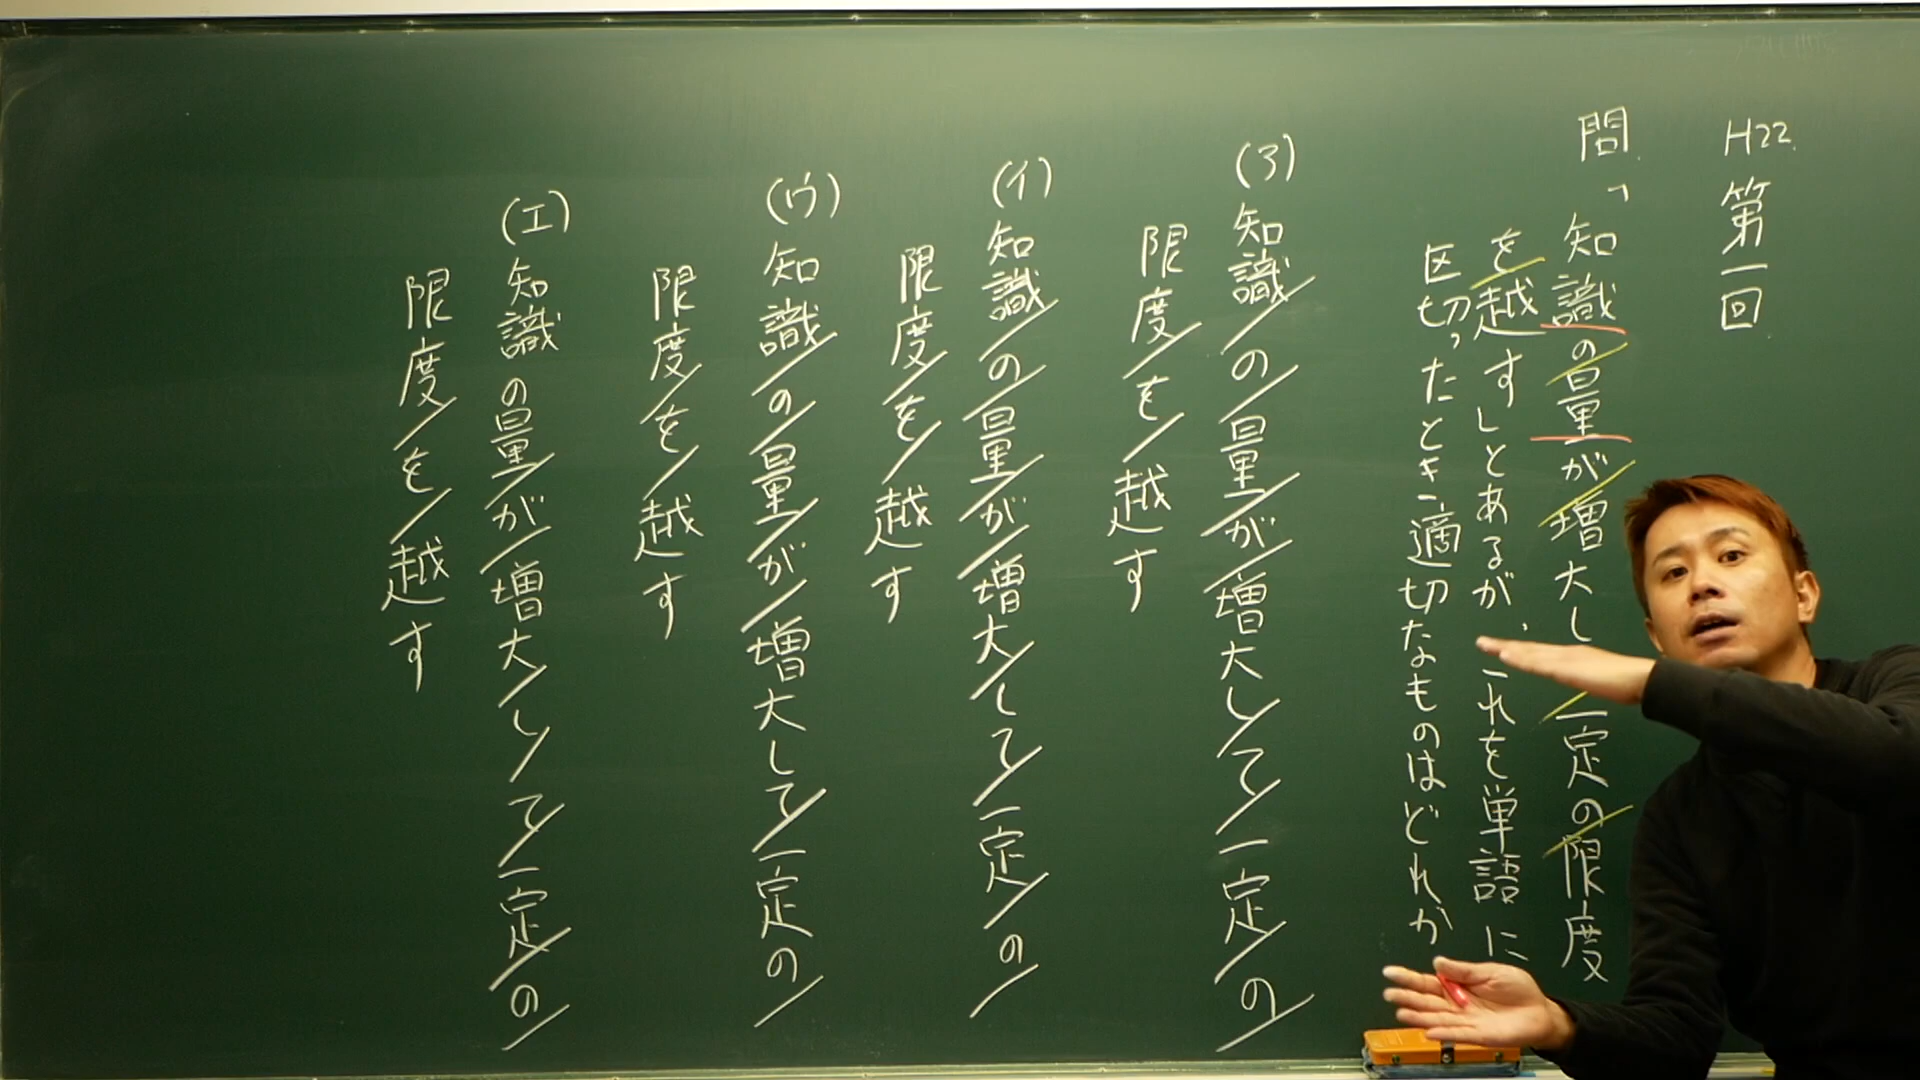 H22 第一回
問「知識の量が増大し 一定の限度
を越す」とあるが、これを単語に
区切ったとき適切なものはどれか
(ア) 知識/の/量/が/増大し/て/一定/の/
限度/を/越す
(イ) 知識/の/量/が/増大/して/一定/の/
限度/を/越す
(ウ) 知識/の/量/が/増大して/一定の/
限度/を/越す
(エ) 知識の量/が/増大/し/て/一定/の/
限度/を/越す